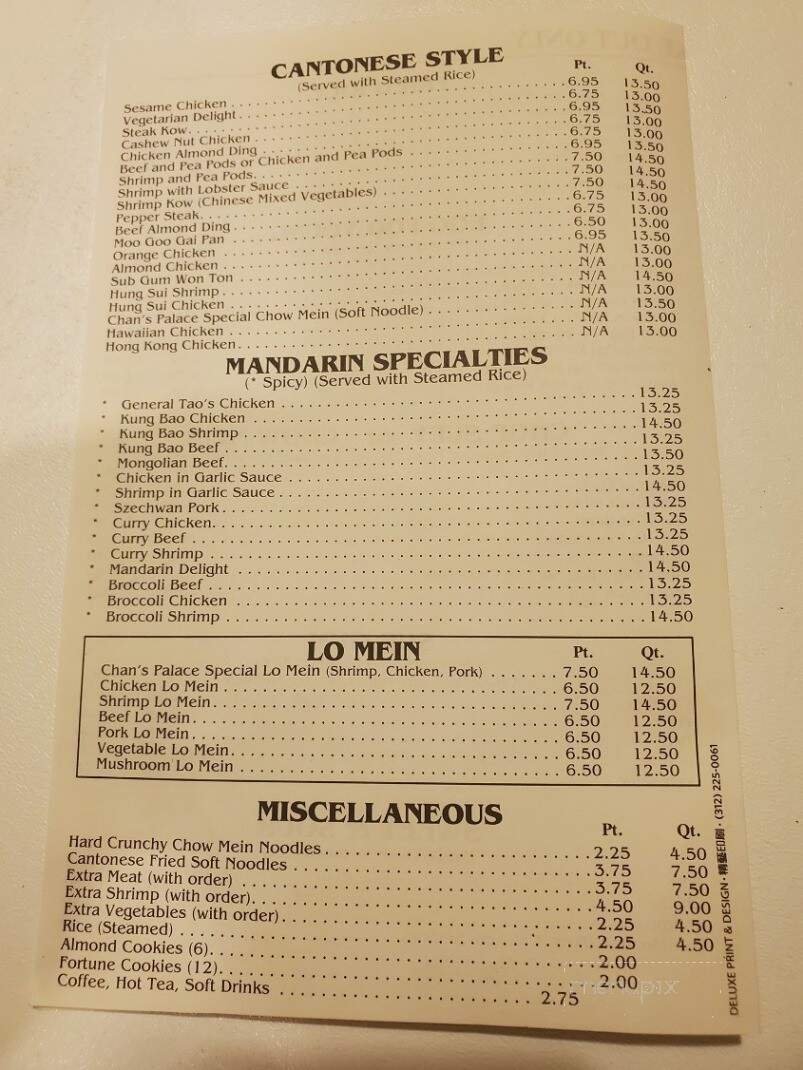 CANTONESE STYLE
(Served with Steamed Rice) Pt. Qt.
Sesame Chicken 6.95 13.50
Vegetarian Delight 6.75 13.00
Steak Kow 6.95 13.50
Cashew Nut Chicken 6.75 13.00
Chicken Almond Ding 6.75 13.00
Beef and Pea Pods or Chicken and Pea Pods 6.95 13.50
Shrimp and Pea Pods 7.50 14.50
Shrimp with Lobster Sauce 7.50 14.50
Shrimp Kow (Chinese Mixed Vegetables) 7.50 14.50
Pepper Steak 6.75 13.00
Beef Almond Ding 6.75 13.00
Moo Goo Gai Pan 6.50 13.00
Orange Chicken 6.95 13.50
Almond Chicken N/A 13.00
Sub Gum Won Ton N/A 13.00
Hung Sui Shrimp N/A 14.50
Hung Sui Chicken N/A 13.00
Chan's Palace Special Chow Mein (Soft Noodle) N/A 13.50
Hawaiian Chicken N/A 13.00
Hong Kong Chicken N/A 13.00
MANDARIN SPECIALTIES
(* Spicy) (Served with Steamed Rice)
* General Tao's Chicken 13.25
* Kung Bao Chicken 13.25
* Kung Bao Shrimp 14.50
* Kung Bao Beef 13.25
* Mongolian Beef 13.50
* Chicken in Garlic Sauce 13.25
* Shrimp in Garlic Sauce 14.50
* Szechwan Pork 13.25
* Curry Chicken 13.25
* Curry Beef 13.25
* Curry Shrimp 14.50
* Mandarin Delight 14.50
* Broccoli Beef 13.25
* Broccoli Chicken 13.25
* Broccoli Shrimp 14.50
LO MEIN Pt. Qt.
Chan's Palace Special Lo Mein (Shrimp, Chicken, Pork) 7.50 14.50
Chicken Lo Mein 6.50 12.50
Shrimp Lo Mein 7.50 14.50
Beef Lo Mein 6.50 12.50
Pork Lo Mein 6.50 12.50
Vegetable Lo Mein 6.50 12.50
Mushroom Lo Mein 6.50 12.50
MISCELLANEOUS
Pt. Qt.
Hard Crunchy Chow Mein Noodles 2.25 4.50
Cantonese Fried Soft Noodles 3.75 7.50
Extra Meat (with order) 3.75 7.50
Extra Shrimp (with order) 4.50 9.00
Extra Vegetables (with order) 2.25 4.50
Rice (Steamed) 2.25 4.50
Almond Cookies (6) 2.00
Fortune Cookies (12) 2.00
Coffee, Hot Tea, Soft Drinks 2.75
DELUXE PRINT & DESIGN · 精藝印刷 · (312) 225-0061